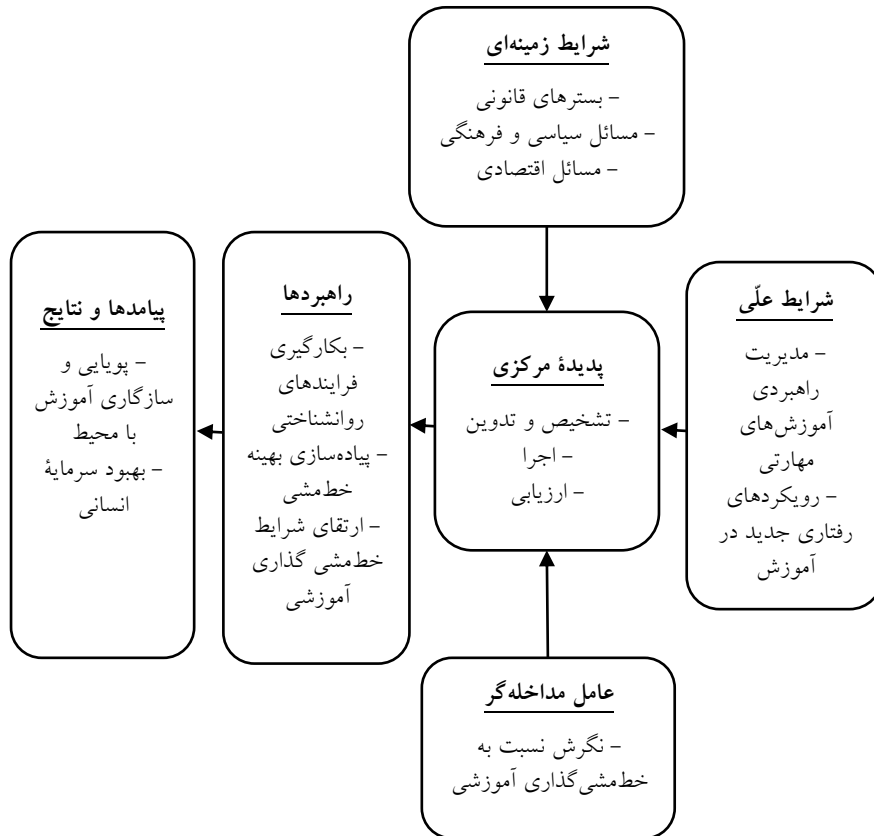 شرایط زمینه‌ای
- بسترهای قانونی
- مسائل سیاسی و فرهنگی
- مسائل اقتصادی
شرایط علّی
- مدیریت
راهبردی
آموزش‌های
مهارتی
- رویکردهای
رفتاری جدید در
آموزش
پدیدهٔ مرکزی
- تشخیص و تدوین
- اجرا
- ارزیابی
راهبردها
- بکارگیری
فرایندهای
روانشناختی
- پیاده‌سازی بهینه
خط‌مشی
- ارتقای شرایط
خط‌مشی گذاری
آموزشی
پیامدها و نتایج
- پویایی و
سازگاری آموزش
با محیط
- بهبود سرمایهٔ
انسانی
عامل مداخله‌گر
- نگرش نسبت به
خط‌مشی‌گذاری آموزشی